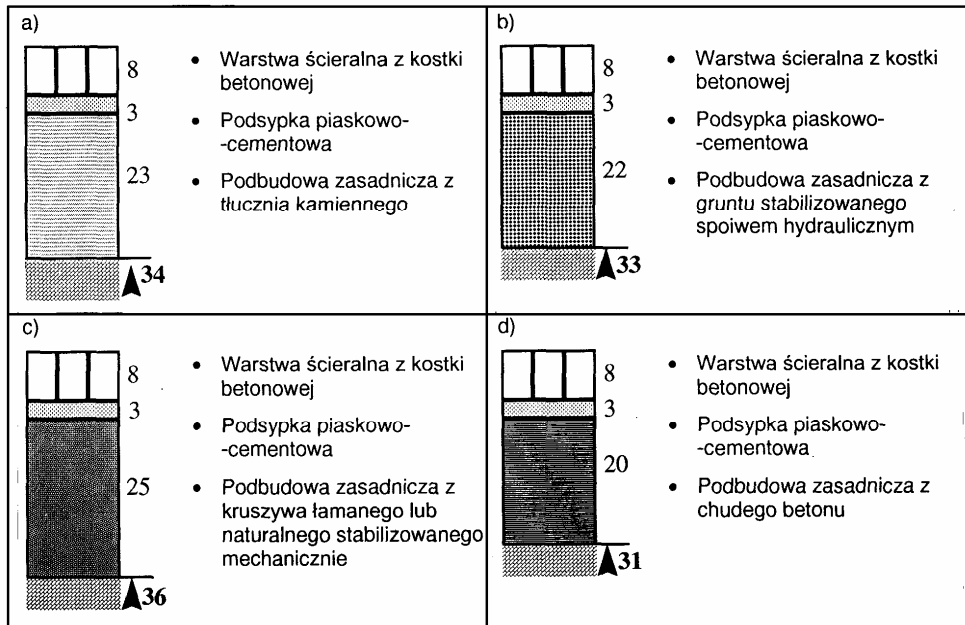 a)
8
3
23
34
• Warstwa ścieralna z kostki
betonowej
• Podsypka piaskowo-
-cementowa
• Podbudowa zasadnicza z
tłucznia kamiennego
b)
8
3
22
33
• Warstwa ścieralna z kostki
betonowej
• Podsypka piaskowo-
-cementowa
• Podbudowa zasadnicza z
gruntu stabilizowanego
spoiwem hydraulicznym
c)
8
3
25
36
• Warstwa ścieralna z kostki
betonowej
• Podsypka piaskowo-
-cementowa
• Podbudowa zasadnicza z
kruszywa łamanego lub
naturalnego stabilizowanego
mechanicznie
d)
8
3
20
31
• Warstwa ścieralna z kostki
betonowej
• Podsypka piaskowo-
-cementowa
• Podbudowa zasadnicza z
chudego betonu